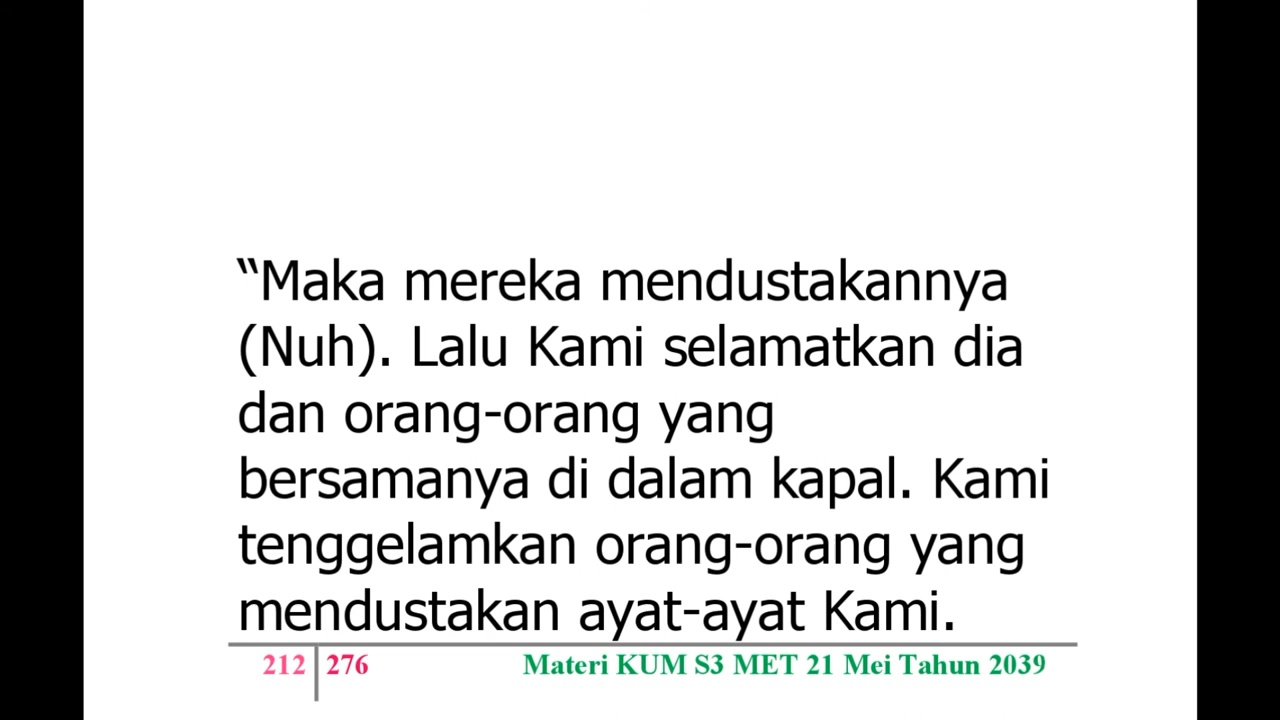 “Maka mereka mendustakannya
(Nuh). Lalu Kami selamatkan dia
dan orang-orang yang
bersamanya di dalam kapal. Kami
tenggelamkan orang-orang yang
mendustakan ayat-ayat Kami.
212 276 Materi KUM S3 MET 21 Mei Tahun 2039